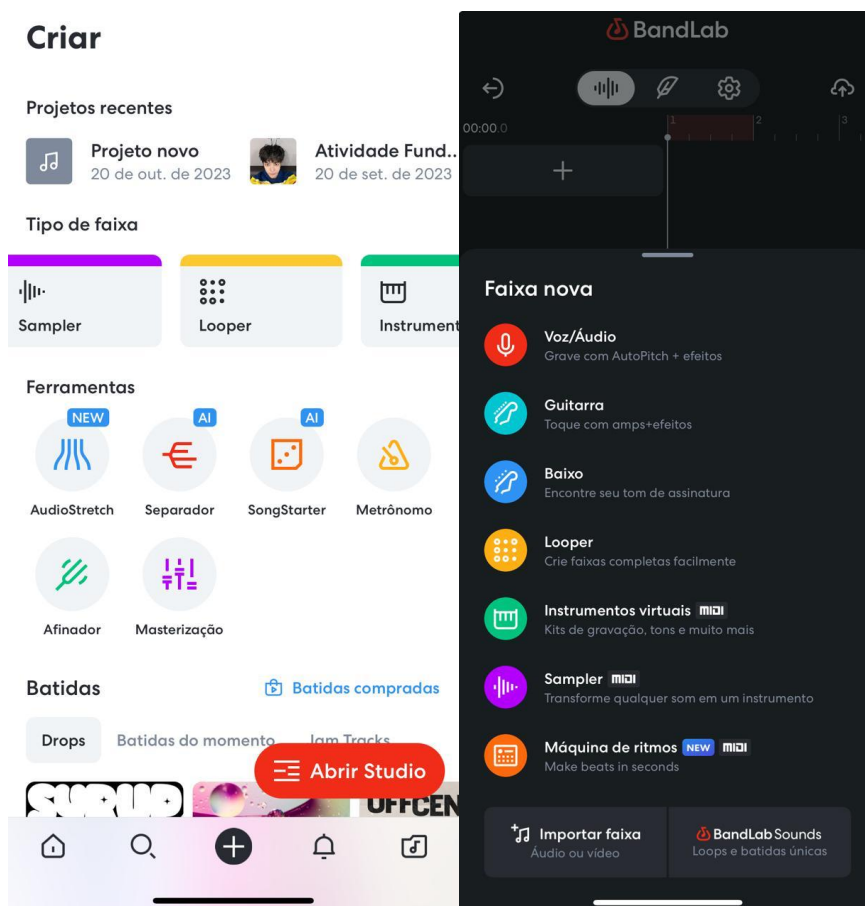 Criar
Projetos recentes
Projeto novo
20 de out. de 2023
Atividade Fund..
20 de set. de 2023
Tipo de faixa
Sampler
Looper
Instrument
Ferramentas
NEW
AI
AI
AudioStretch
Separador
SongStarter
Metrônomo
Afinador
Masterização
Batidas
Batidas compradas
Drops
Batidas do momento
Jam Tracks
Abrir Studio
BandLab
00:00.0
1
2
3
Faixa nova
Voz/Áudio
Grave com AutoPitch + efeitos
Guitarra
Toque com amps+efeitos
Baixo
Encontre seu tom de assinatura
Looper
Crie faixas completas facilmente
Instrumentos virtuais MIDI
Kits de gravação, tons e muito mais
Sampler MIDI
Transforme qualquer som em um instrumento
Máquina de ritmos NEW MIDI
Make beats in seconds
Importar faixa
Áudio ou vídeo
BandLab Sounds
Loops e batidas únicas